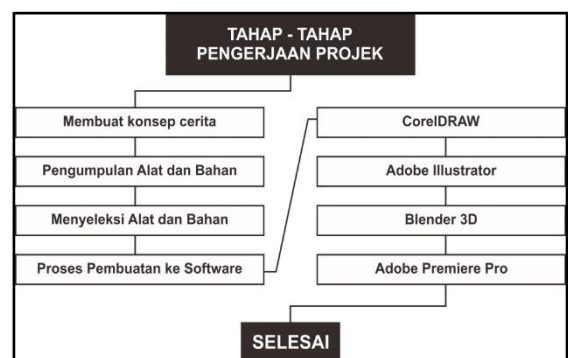 TAHAP - TAHAP
PENGERJAAN PROJEK
Membuat konsep cerita
Pengumpulan Alat dan Bahan
Menyeleksi Alat dan Bahan
Proses Pembuatan ke Software
CorelDRAW
Adobe Illustrator
Blender 3D
Adobe Premiere Pro
SELESAI